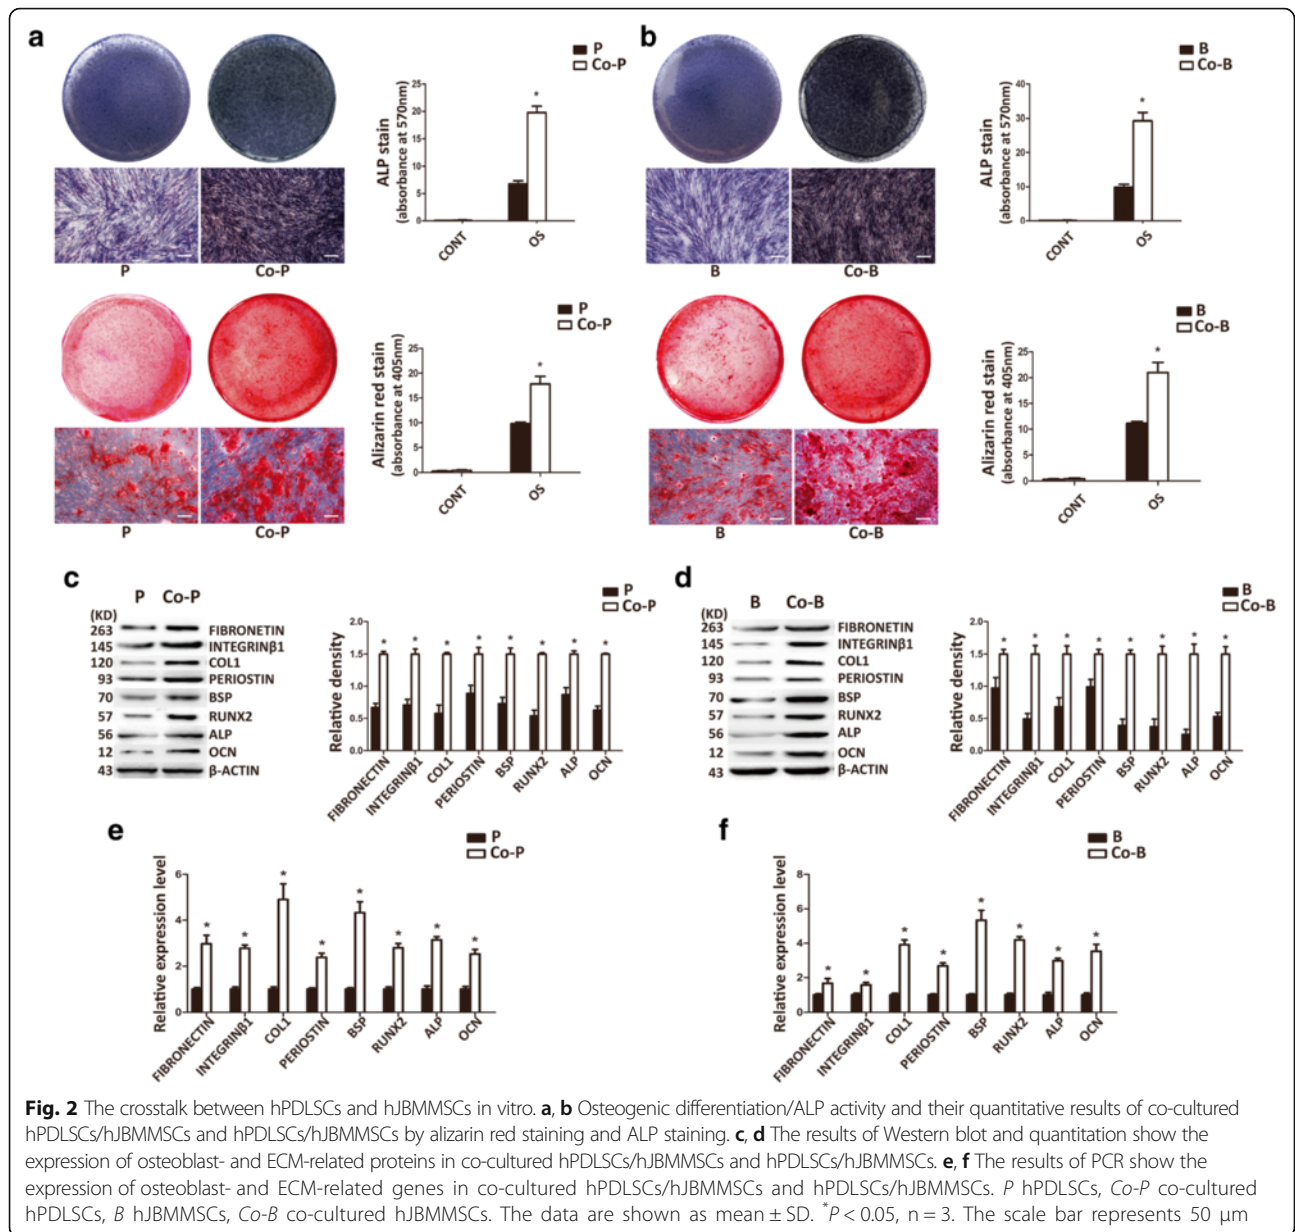 a
P
Co-P
ALP stain
(absorbance at 570nm)
25
20
15
10
5
0
*
CONT
OS
P
Co-P
b
B
Co-B
ALP stain
(absorbance at 570nm)
40
30
20
10
0
*
CONT
OS
B
Co-B
P
Co-P
Alizarin red stain
(absorbance at 405nm)
25
20
15
10
5
0
*
CONT
OS
P
Co-P
B
Co-B
Alizarin red stain
(absorbance at 405nm)
25
20
15
10
5
0
*
CONT
OS
B
Co-B
c
P Co-P
(KD)
263 FIBRONETIN
145 INTEGRINβ1
120 COL1
93 PERIOSTIN
70 BSP
57 RUNX2
56 ALP
12 OCN
43 β-ACTIN
P
Co-P
Relative density
2.0
1.5
1.0
0.5
0.0
* * * * * * * *
FIBRONECTIN
INTEGRINβ1
COL1
PERIOSTIN
BSP
RUNX2
ALP
OCN
d
B Co-B
(KD)
263 FIBRONETIN
145 INTEGRINβ1
120 COL1
93 PERIOSTIN
70 BSP
57 RUNX2
56 ALP
12 OCN
43 β-ACTIN
B
Co-B
Relative density
2.0
1.5
1.0
0.5
0.0
* * * * * * * *
FIBRONECTIN
INTEGRINβ1
COL1
PERIOSTIN
BSP
RUNX2
ALP
OCN
e
P
Co-P
Relative expression level
6
4
2
0
* * * * * * * *
FIBRONECTIN
INTEGRINβ1
COL1
PERIOSTIN
BSP
RUNX2
ALP
OCN
f
B
Co-B
Relative expression level
8
6
4
2
0
* * * * * * * *
FIBRONECTIN
INTEGRINβ1
COL1
PERIOSTIN
BSP
RUNX2
ALP
OCN
Fig. 2 The crosstalk between hPDLSCs and hJBMMSCs in vitro. a, b Osteogenic differentiation/ALP activity and their quantitative results of co-cultured
hPDLSCs/hJBMMSCs and hPDLSCs/hJBMMSCs by alizarin red staining and ALP staining. c, d The results of Western blot and quantitation show the
expression of osteoblast- and ECM-related proteins in co-cultured hPDLSCs/hJBMMSCs and hPDLSCs/hJBMMSCs. e, f The results of PCR show the
expression of osteoblast- and ECM-related genes in co-cultured hPDLSCs/hJBMMSCs and hPDLSCs/hJBMMSCs. P hPDLSCs, Co-P co-cultured
hPDLSCs, B hJBMMSCs, Co-B co-cultured hJBMMSCs. The data are shown as mean ± SD. *P < 0.05, n = 3. The scale bar represents 50 μm